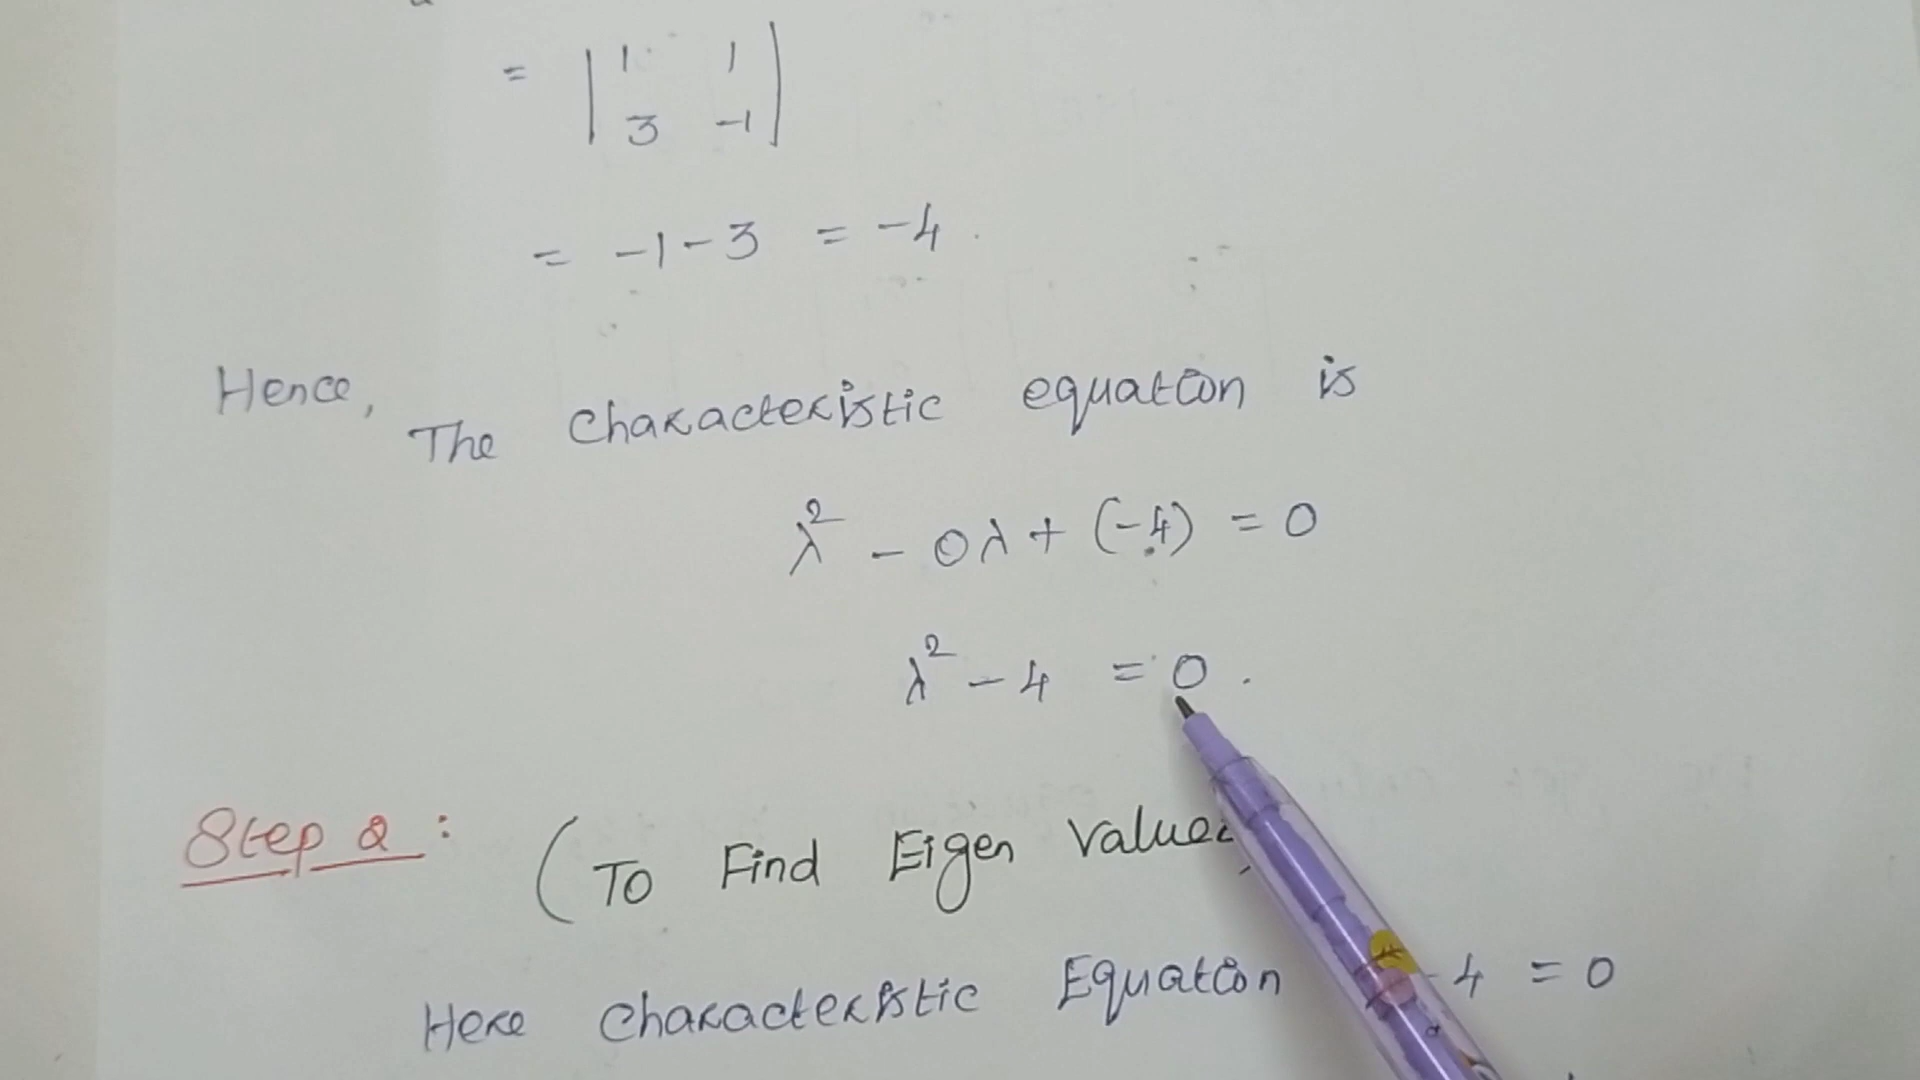 = | 1 1 |
| 3 -1 |
= -1 - 3 = -4.
Hence,
The characteristic equation is
λ² - 0λ + (-4) = 0
λ² - 4 = 0.
Step 2 : (To Find Eigen Values
Here characteristic Equation - 4 = 0